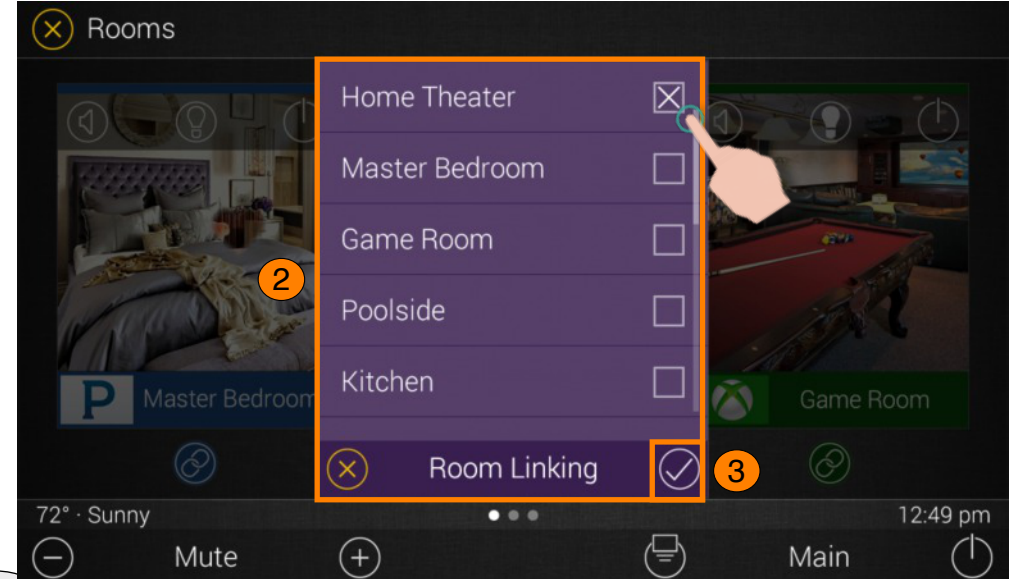 Rooms
Home Theater
Master Bedroom
Game Room
Poolside
Kitchen
2
P
Master Bedroom
Game Room
Room Linking
3
72° · Sunny
12:49 pm
Mute
Main